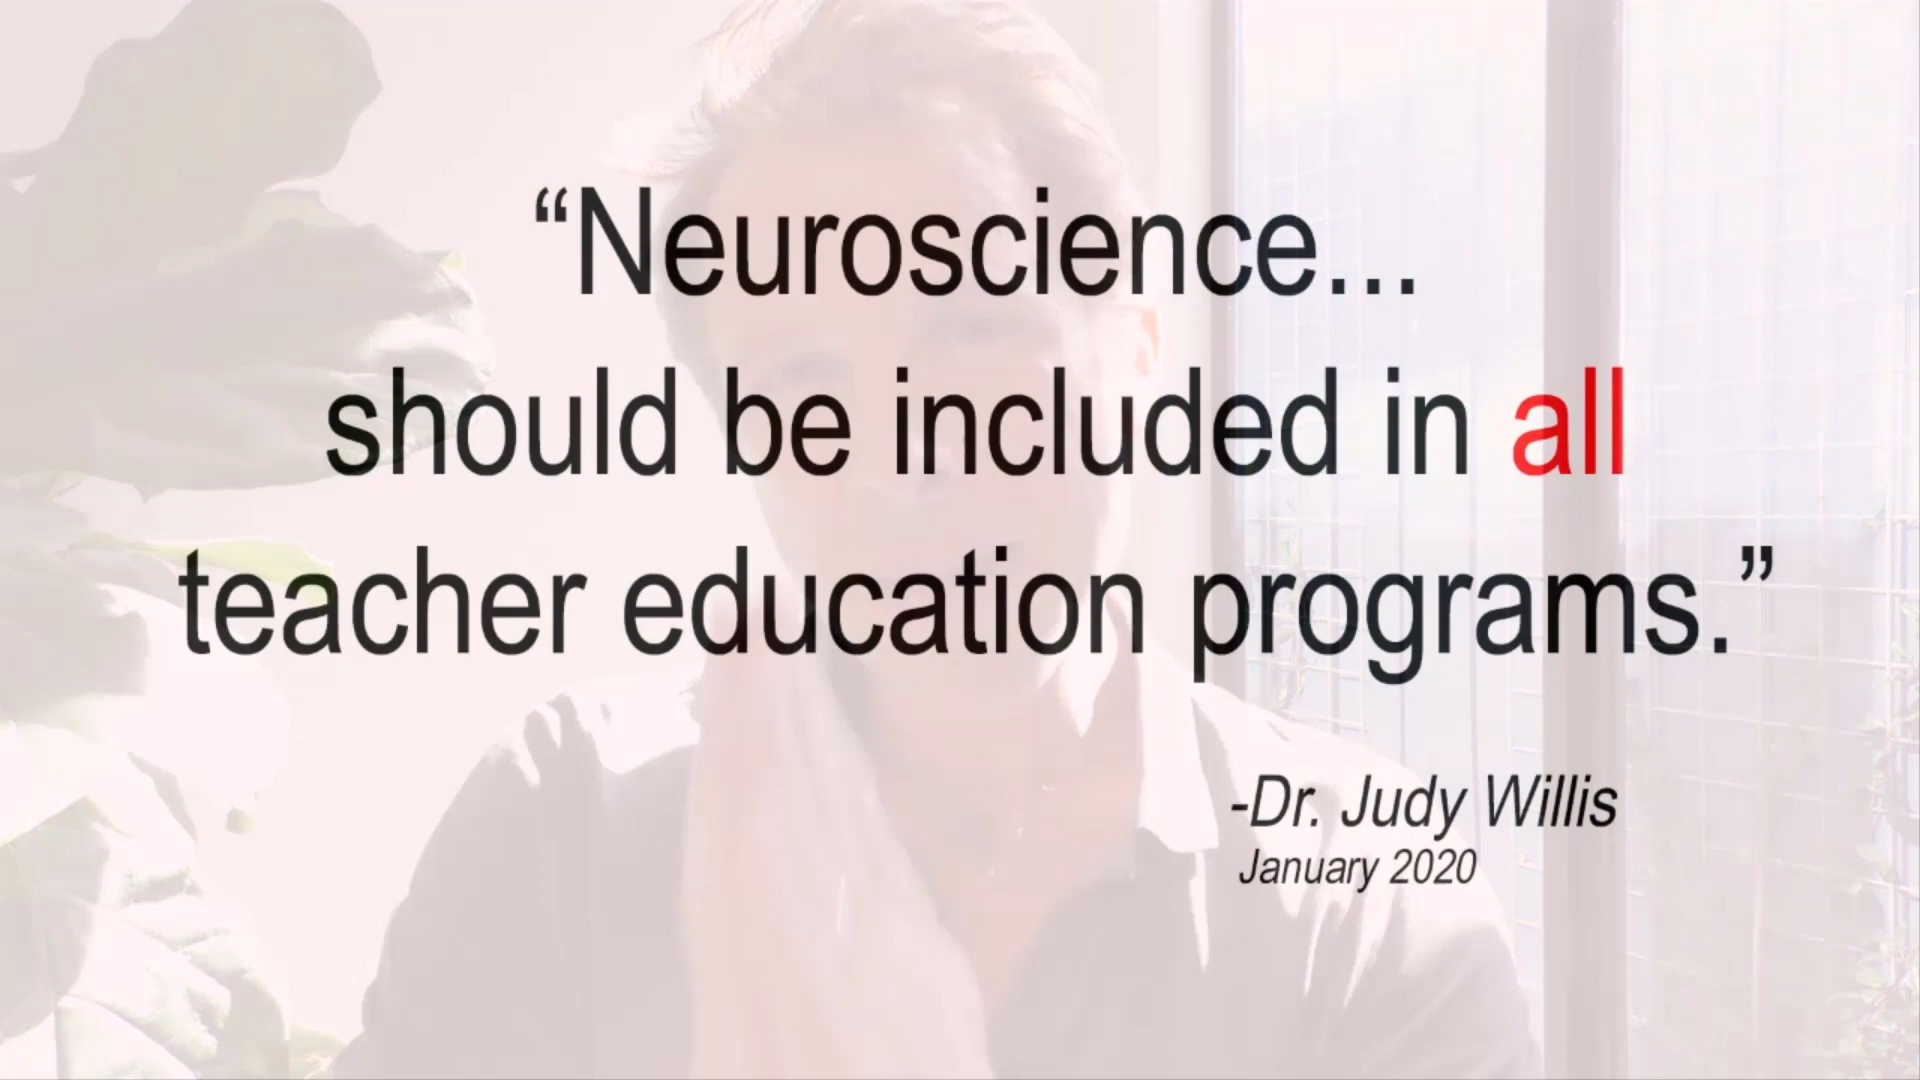 “Neuroscience...
should be included in all
teacher education programs.”
-Dr. Judy Willis
January 2020